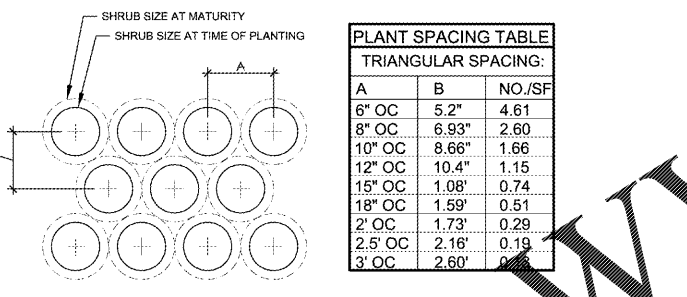 SHRUB SIZE AT MATURITY
SHRUB SIZE AT TIME OF PLANTING
A
PLANT SPACING TABLE
TRIANGULAR SPACING:
A B NO./SF
6" OC 5.2" 4.61
8" OC 6.93" 2.60
10" OC 8.66" 1.66
12" OC 10.4" 1.15
15" OC 1.08' 0.74
18" OC 1.59' 0.51
2' OC 1.73' 0.29
2.5' OC 2.16' 0.19
3' OC 2.60'